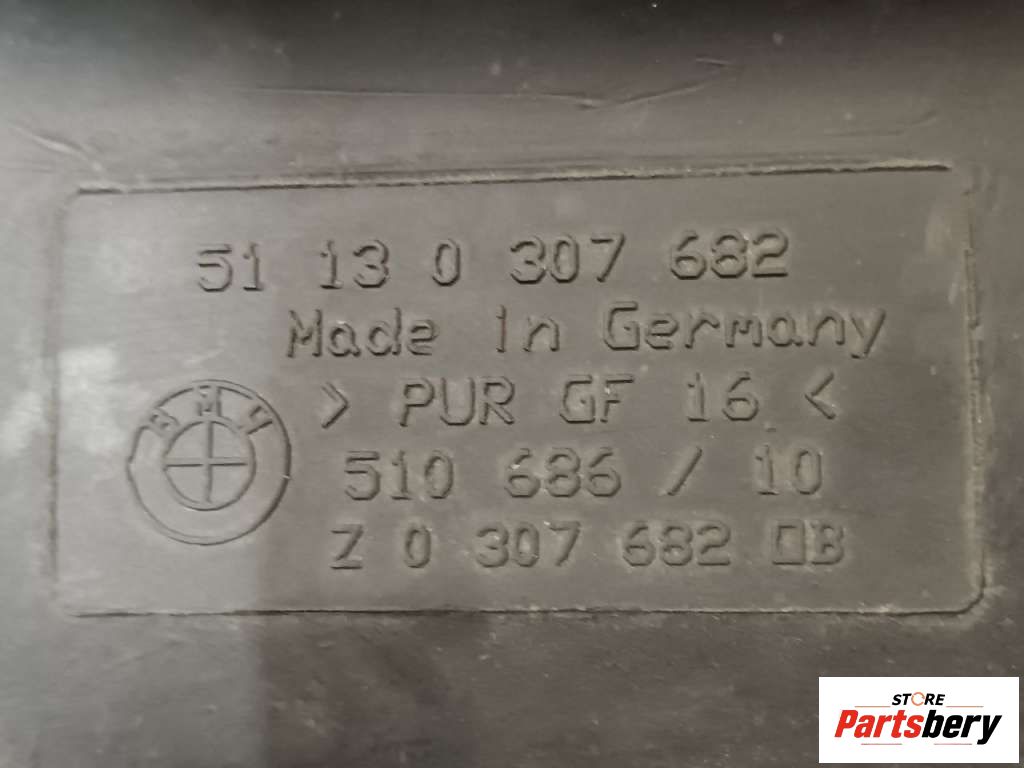 51 13 0 307 682
Made in Germany
> PUR GF 16 <
BMW
510 686 / 10
Z 0 307 682 □B
STORE
Partsbery